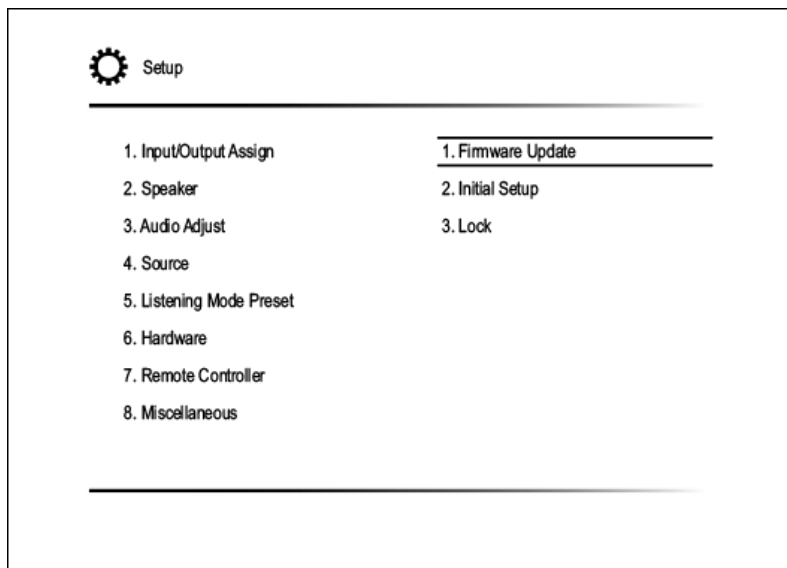 Setup
1. Input/Output Assign
2. Speaker
3. Audio Adjust
4. Source
5. Listening Mode Preset
6. Hardware
7. Remote Controller
8. Miscellaneous
1. Firmware Update
2. Initial Setup
3. Lock